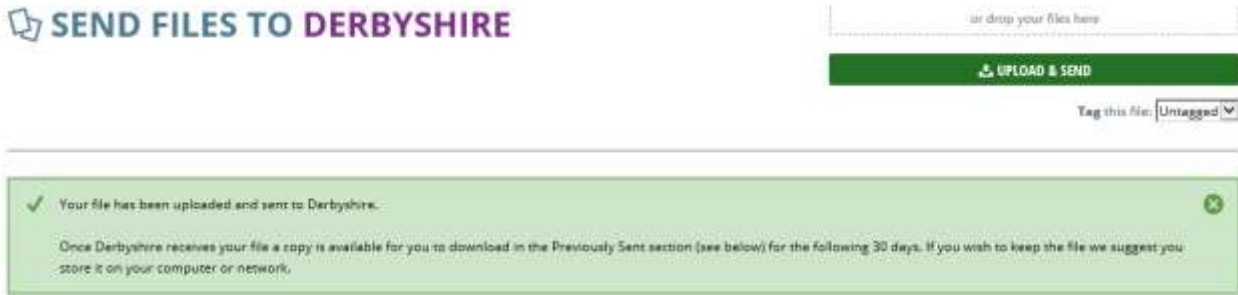 SEND FILES TO DERBYSHIRE
or drop your files here
UPLOAD & SEND
Tag this file: Untagged
Your file has been uploaded and sent to Derbyshire.
Once Derbyshire receives your file a copy is available for you to download in the Previously Sent section (see below) for the following 30 days. If you wish to keep the file we suggest you
store it on your computer or network.